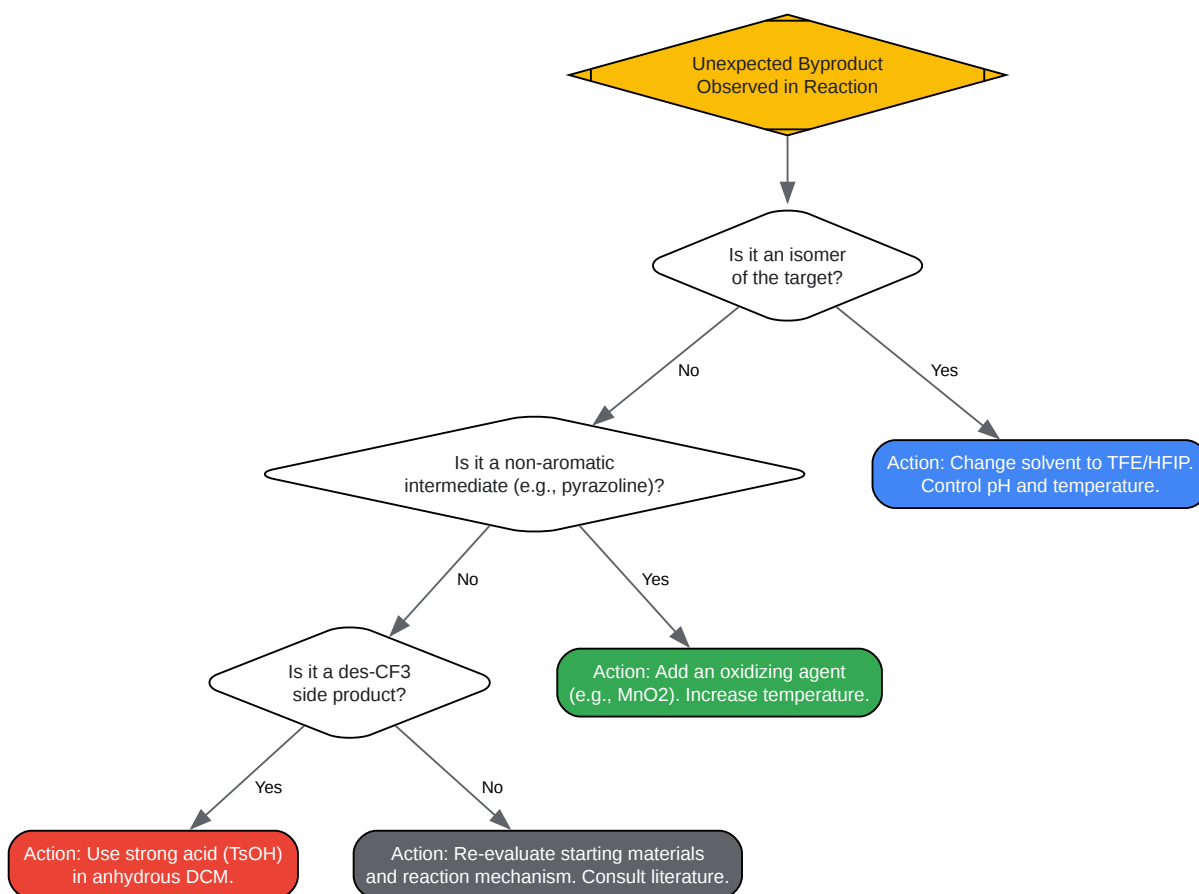 Unexpected Byproduct
Observed in Reaction
Is it an isomer
of the target?
No
Yes
Is it a non-aromatic
intermediate (e.g., pyrazoline)?
Action: Change solvent to TFE/HFIP.
Control pH and temperature.
No
Yes
Is it a des-CF3
side product?
Action: Add an oxidizing agent
(e.g., MnO2). Increase temperature.
Yes
No
Action: Use strong acid (TsOH)
in anhydrous DCM.
Action: Re-evaluate starting materials
and reaction mechanism. Consult literature.